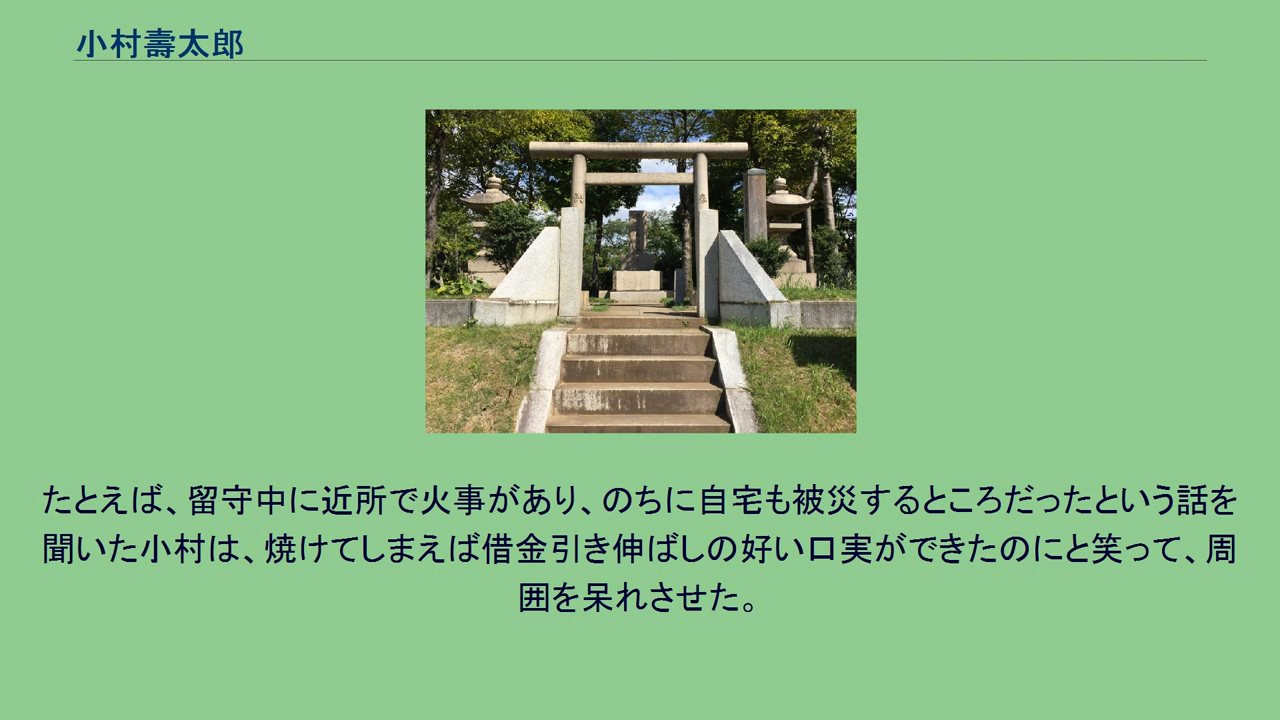 小村壽太郎
たとえば、留守中に近所で火事があり、のちに自宅も被災するところだったという話を
聞いた小村は、焼けてしまえば借金引き伸ばしの好い口実ができたのにと笑って、周
囲を呆れさせた。